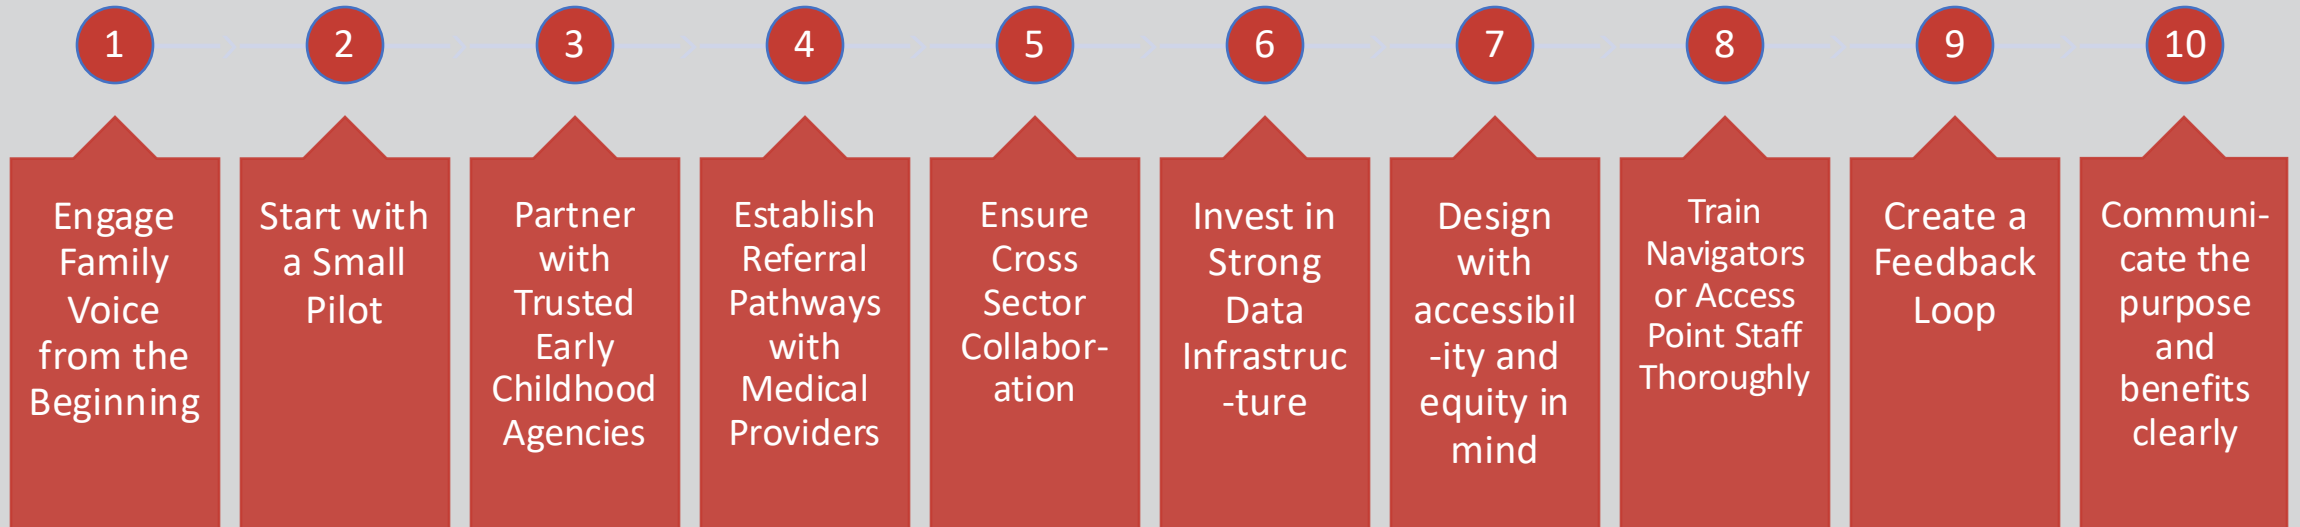 1
2
3
4
5
6
7
8
9
10
Engage
Family
Voice
from the
Beginning
Start with
a Small
Pilot
Partner
with
Trusted
Early
Childhood
Agencies
Establish
Referral
Pathways
with
Medical
Providers
Ensure
Cross
Sector
Collabor-
ation
Invest in
Strong
Data
Infrastruc
-ture
Design
with
accessibil
-ity and
equity in
mind
Train
Navigators
or Access
Point Staff
Thoroughly
Create a
Feedback
Loop
Communi-
cate the
purpose
and
benefits
clearly